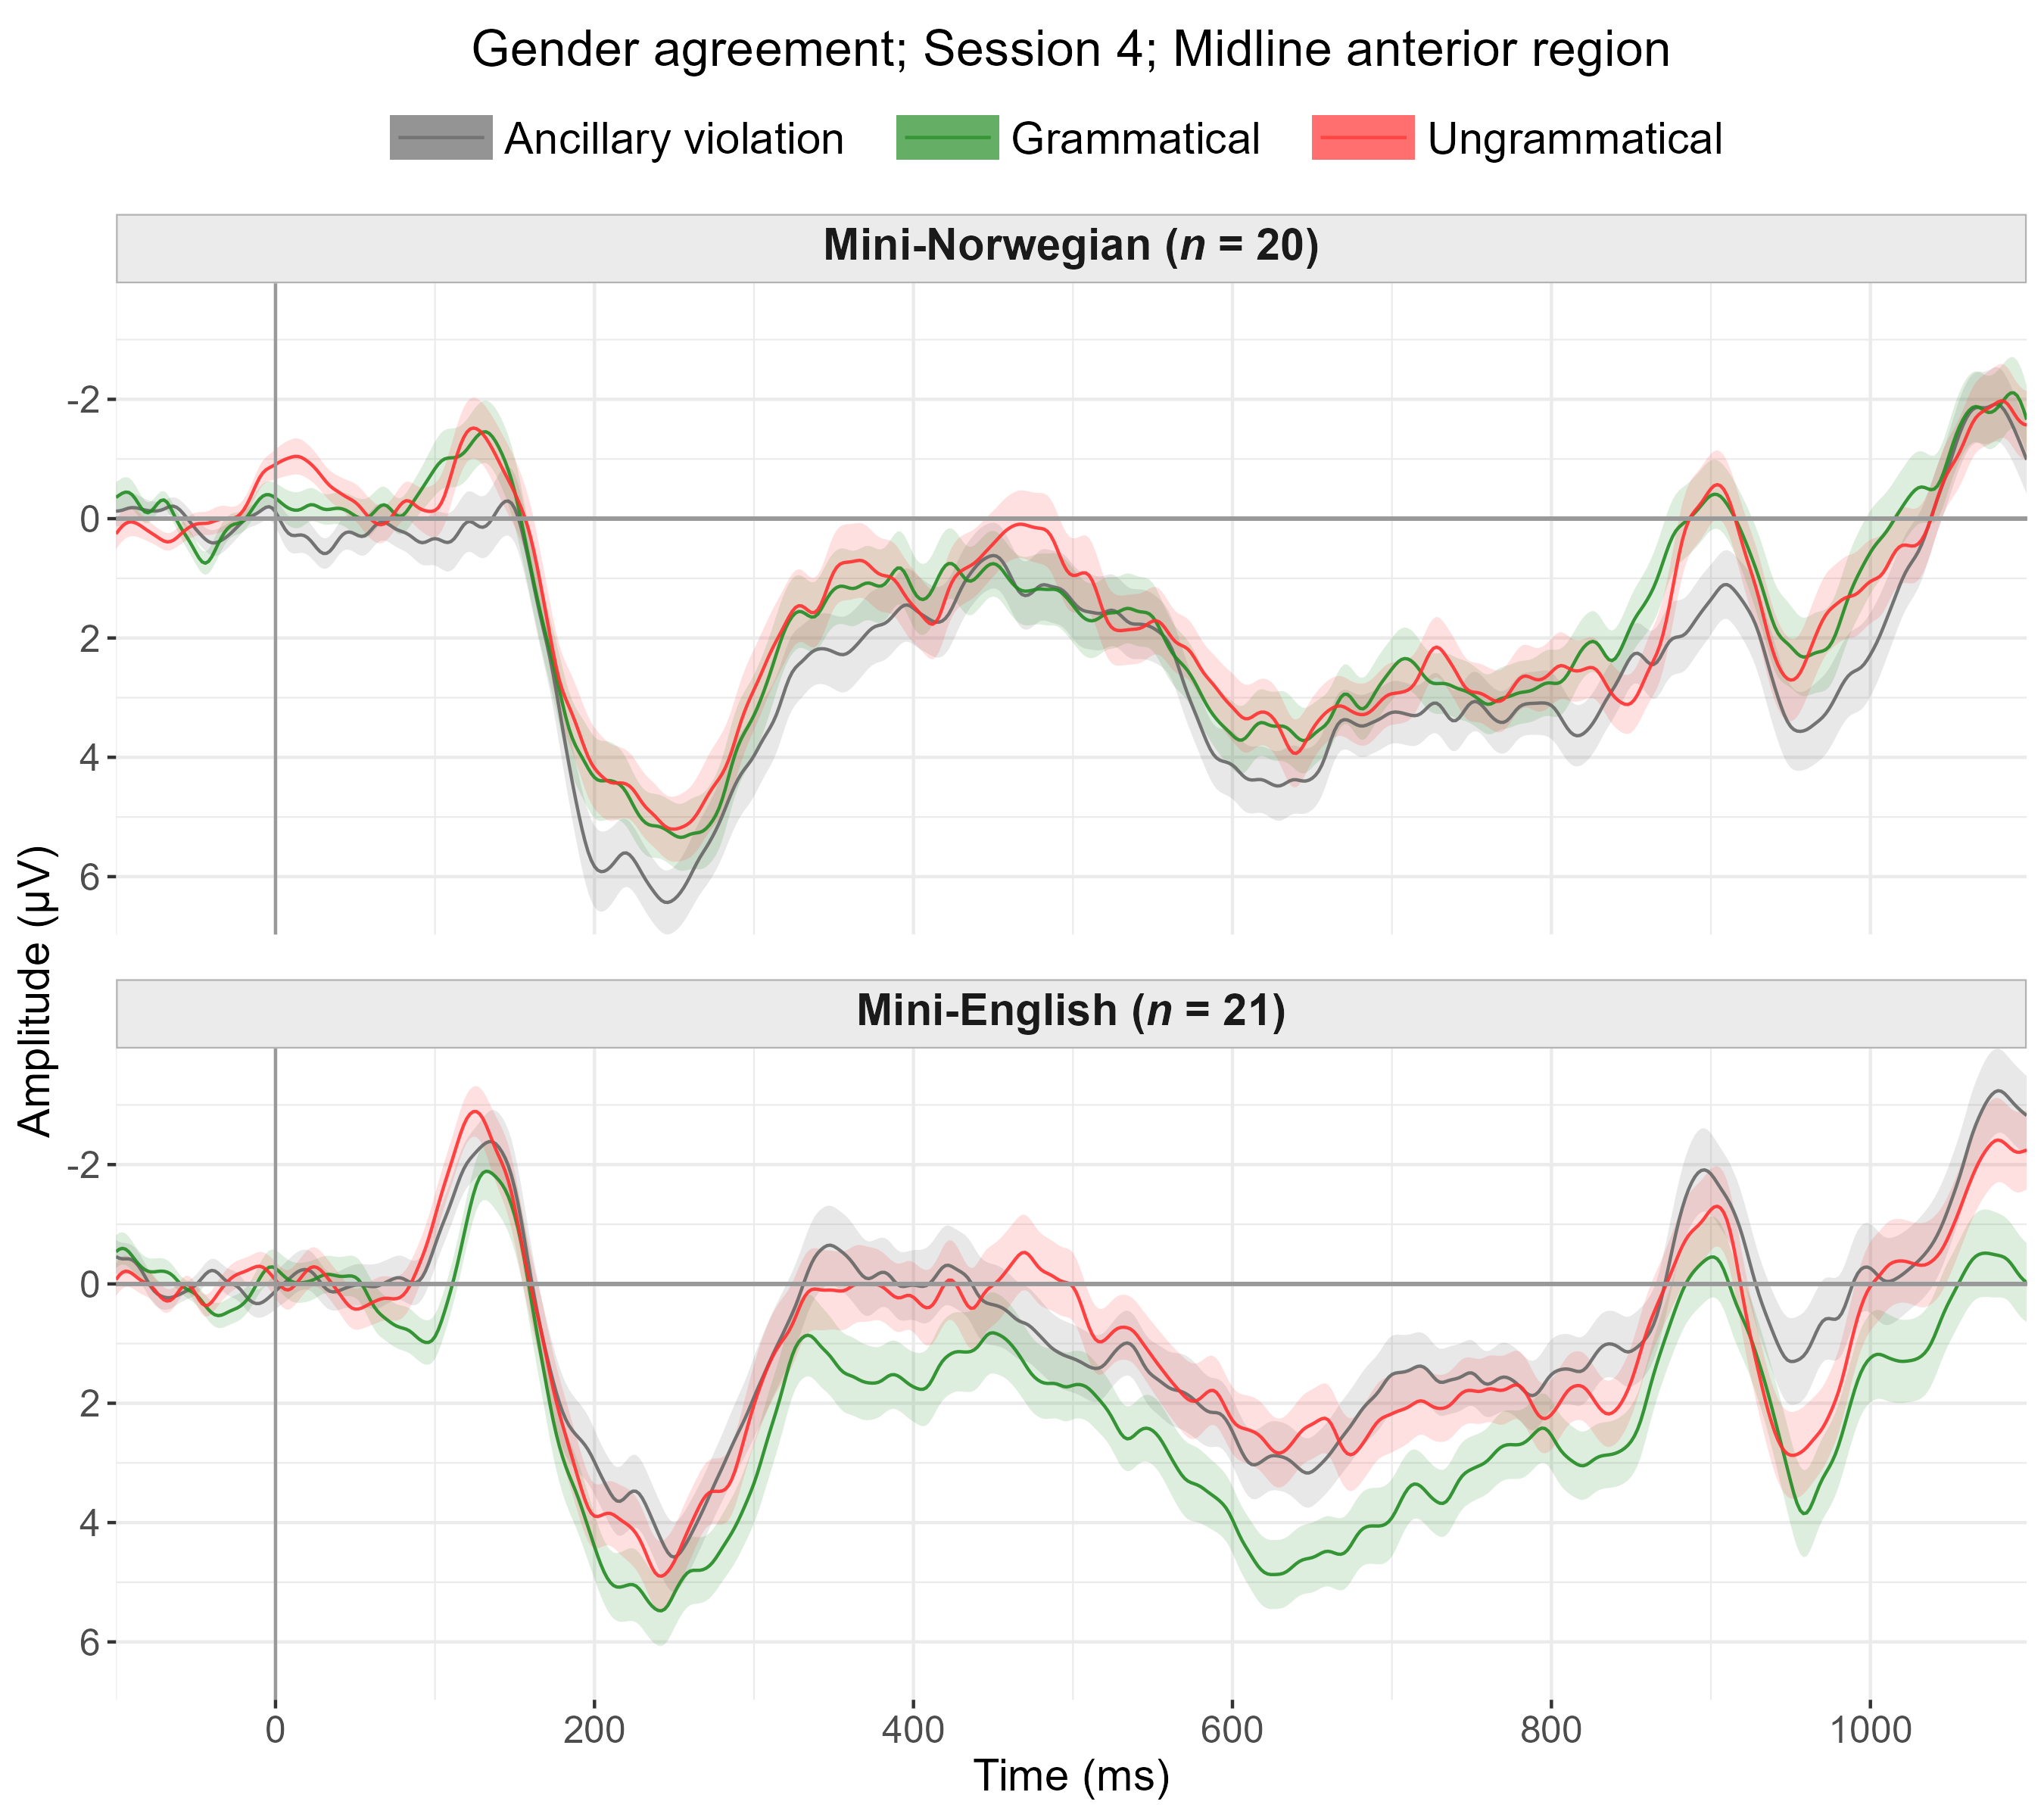 Gender agreement; Session 4; Midline anterior region
Ancillary violation Grammatical Ungrammatical
Mini-Norwegian (n = 20)
-2
0
2
4
6
Mini-English (n = 21)
-2
0
2
4
6
Amplitude (µV)
0 200 400 600 800 1000
Time (ms)